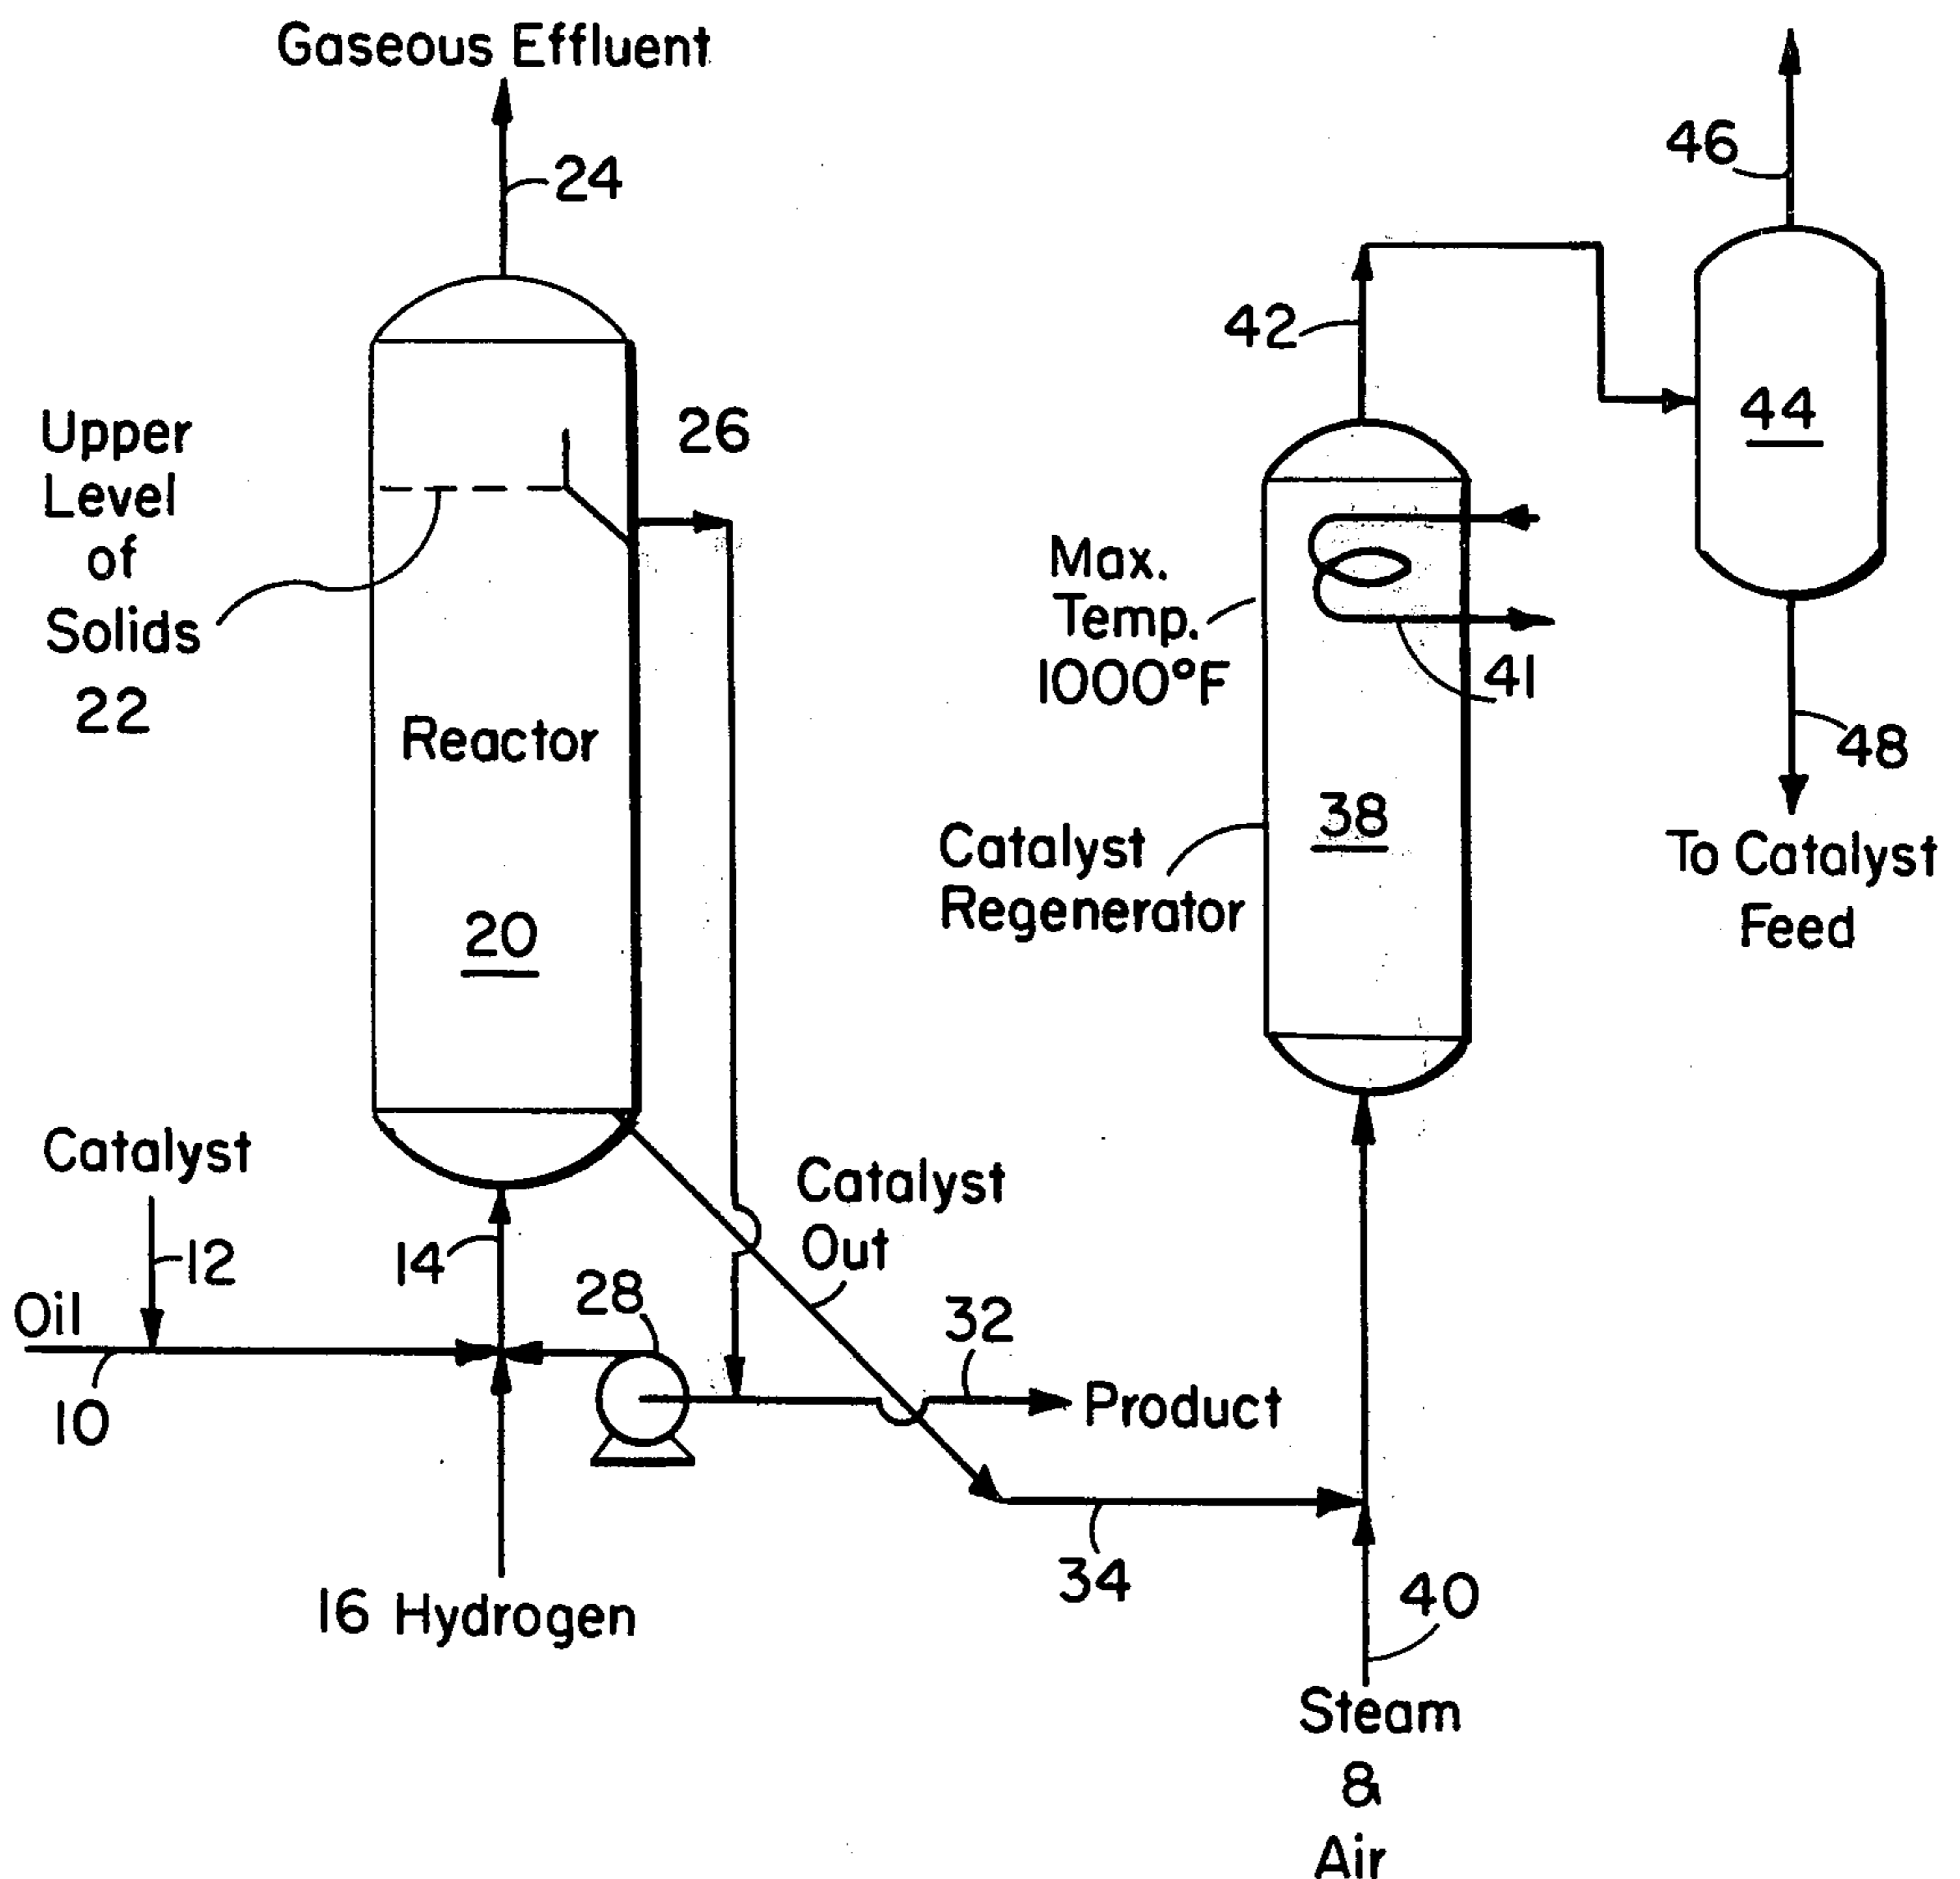 Gaseous Effluent
24
46
42
26
44
Upper
Level
of
Solids
22
Max.
Temp.
1000°F
41
Reactor
48
38
Catalyst
Regenerator
To Catalyst
Feed
20
Catalyst
12
14
Catalyst
Out
28
32
Oil
10
Product
34
16 Hydrogen
40
Steam
&
Air